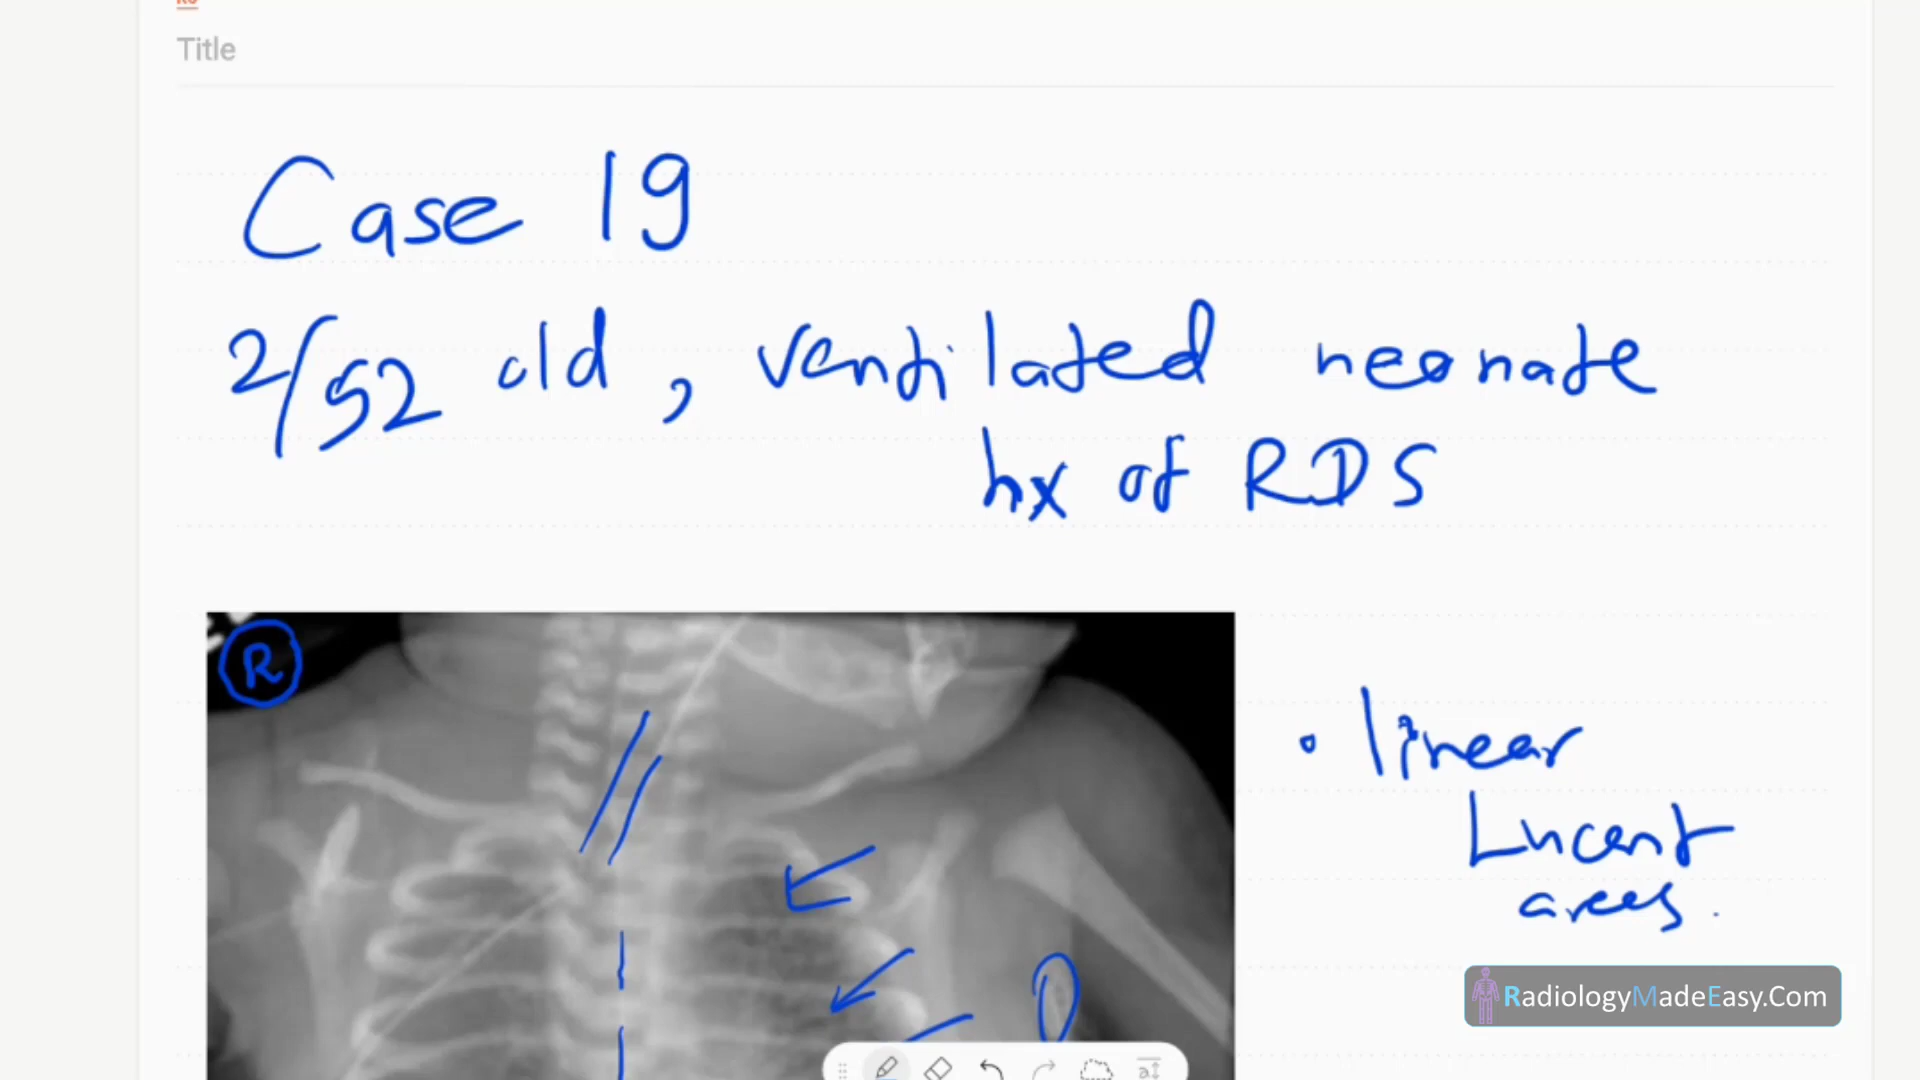 Title
Case 19
2/52 old, ventilated neonate
hx of RDS
R
• linear
Lucent
areas.
RadiologyMadeEasy.Com